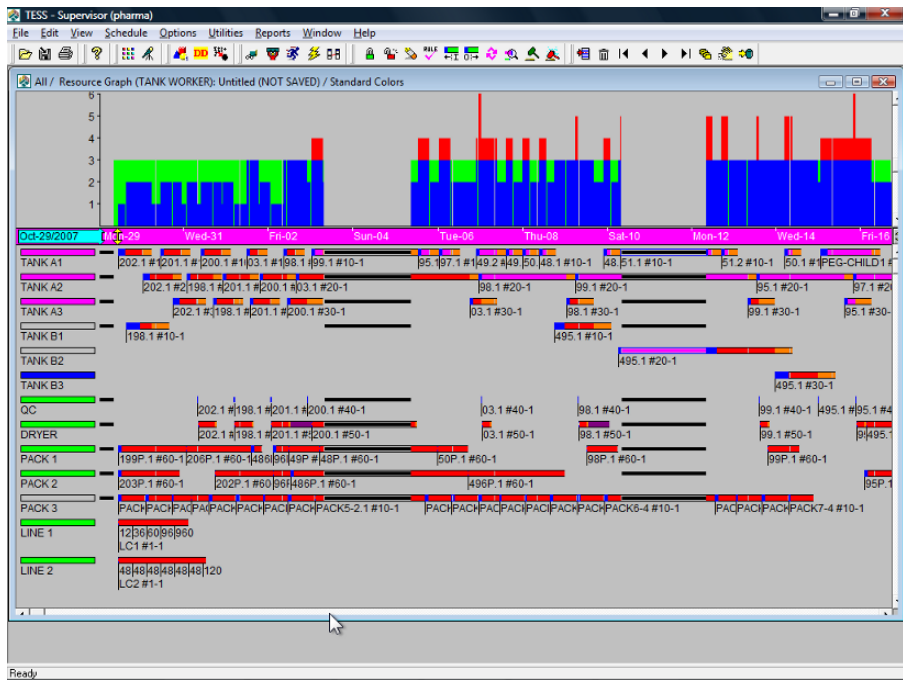 TESS - Supervisor (pharma)
File Edit View Schedule Options Utilities Reports Window Help
All / Resource Graph (TANK WORKER): Untitled (NOT SAVED) / Standard Colors
6
5
4
3
2
1
Oct-29/2007 Mon-29 Wed-31 Fri-02 Sun-04 Tue-06 Thu-08 Sat-10 Mon-12 Wed-14 Fri-16
TANK A1 202.1 #1 201.1 # 200.1 #1 03.1 #1 98.1 # 99.1 #10-1 95.1 97.1 #1 49.2 # 49. 50. 48.1 #10-1 48. 51.1 #10-1 51.2 #10-1 50.1 #1 PEG-CHILD1 #
TANK A2 202.1 #2 198.1 # 201.1 # 200.1 # 03.1 #20-1 98.1 #20-1 99.1 #20-1 95.1 #20-1 97.1 #20
TANK A3 202.1 #3 198.1 # 201.1 # 200.1 #30-1 03.1 #30-1 98.1 #30-1 99.1 #30-1 95.1 #30-
TANK B1 198.1 #10-1 495.1 #10-1
TANK B2 495.1 #20-1
TANK B3 495.1 #30-1
QC 202.1 # 198.1 # 201.1 # 200.1 #40-1 03.1 #40-1 98.1 #40-1 99.1 #40-1 495.1 # 95.1 #4
DRYER 202.1 # 198.1 # 201.1 # 200.1 #50-1 03.1 #50-1 98.1 #50-1 99.1 #50-1 495.
PACK 1 199P.1 #60-1 206P.1 #60-1 48P.1 #60-1 50P.1 #60-1 98P.1 #60-1 99P.1 #60-1
PACK 2 203P.1 #60-1 202P.1 #60 486P.1 #60-1 496P.1 #60-1 95P.1
PACK 3 PACK5-2.1 #10-1 PACK6-4 #10-1 PACK7-4 #10-1
LINE 1 12 36 60 96 960
LC1 #1-1
LINE 2 48 48 48 48 48 48 120
LC2 #1-1
Ready